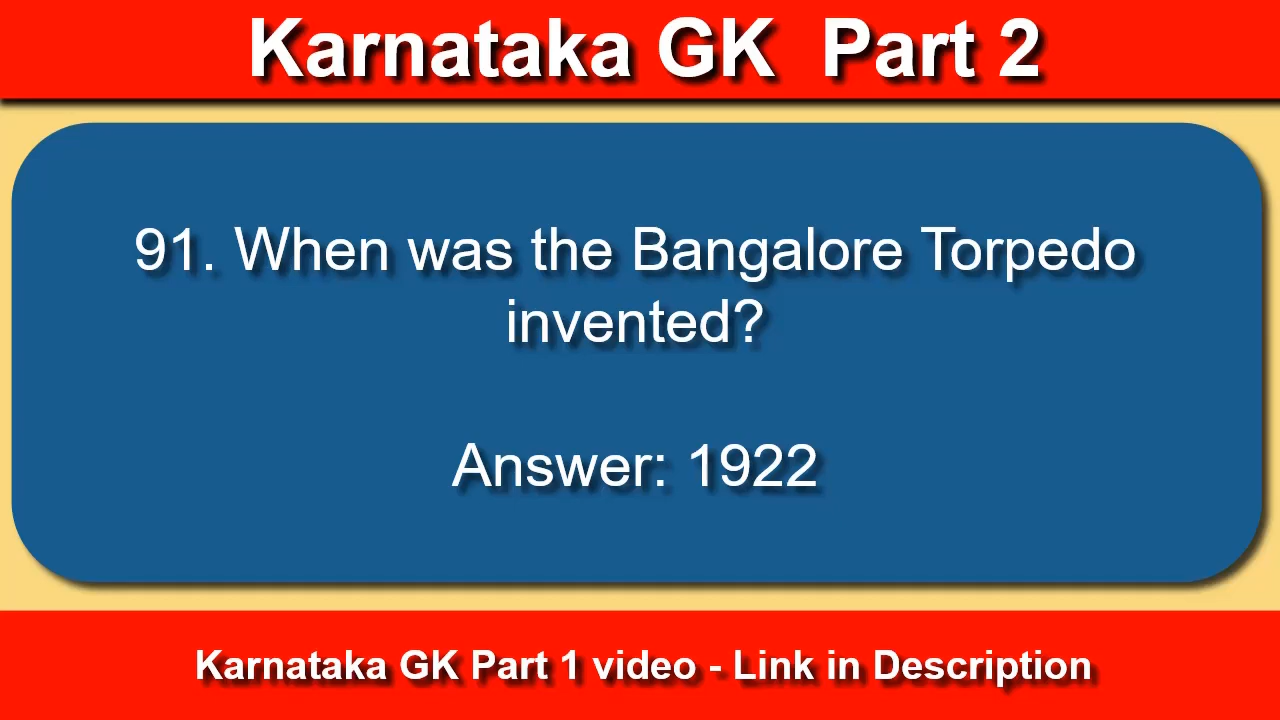 Karnataka GK  Part 2
91. When was the Bangalore Torpedo
invented?
Answer: 1922
Karnataka GK Part 1 video - Link in Description